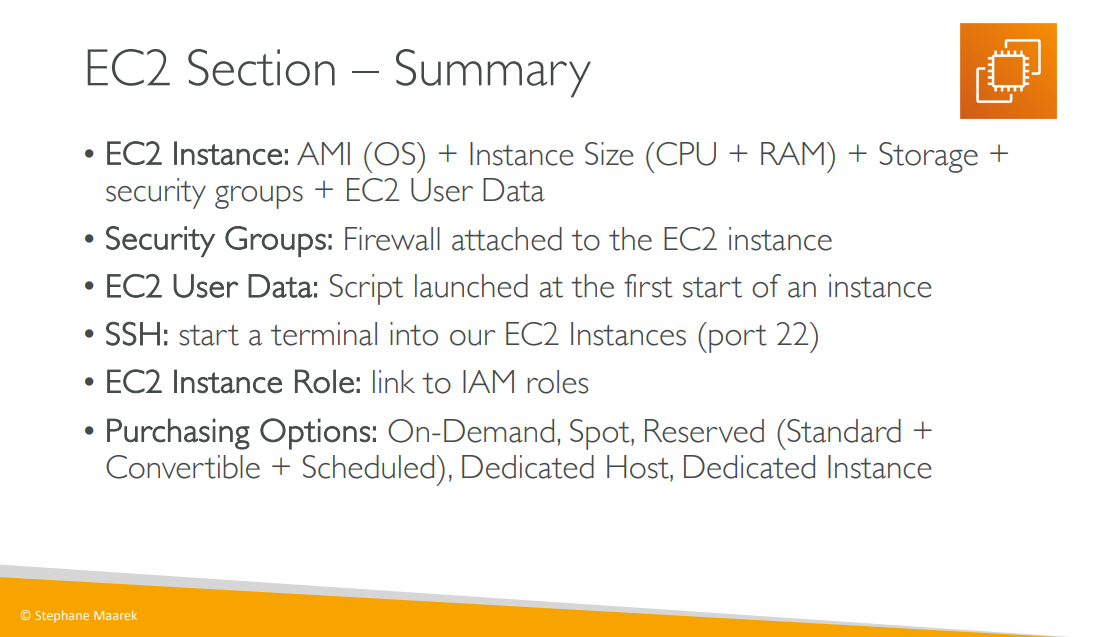 EC2 Section – Summary
• EC2 Instance: AMI (OS) + Instance Size (CPU + RAM) + Storage +
security groups + EC2 User Data
• Security Groups: Firewall attached to the EC2 instance
• EC2 User Data: Script launched at the first start of an instance
• SSH: start a terminal into our EC2 Instances (port 22)
• EC2 Instance Role: link to IAM roles
• Purchasing Options: On-Demand, Spot, Reserved (Standard +
Convertible + Scheduled), Dedicated Host, Dedicated Instance
© Stephane Maarek